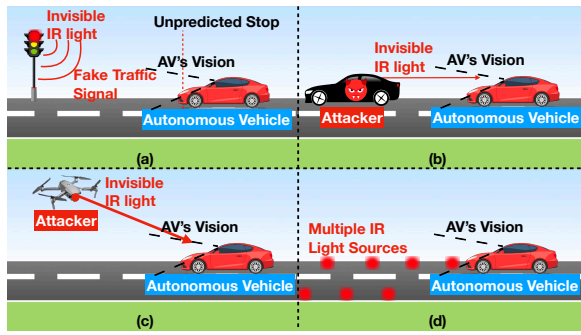 Invisible
IR light
Unpredicted Stop
AV's Vision
Fake Traffic
Signal
Autonomous Vehicle
(a)
Invisible
IR light
AV's Vision
Attacker
Autonomous Vehicle
(b)
Invisible
IR light
Attacker
AV's Vision
Autonomous Vehicle
(c)
Multiple IR
Light Sources
AV's Vision
Autonomous Vehicle
(d)